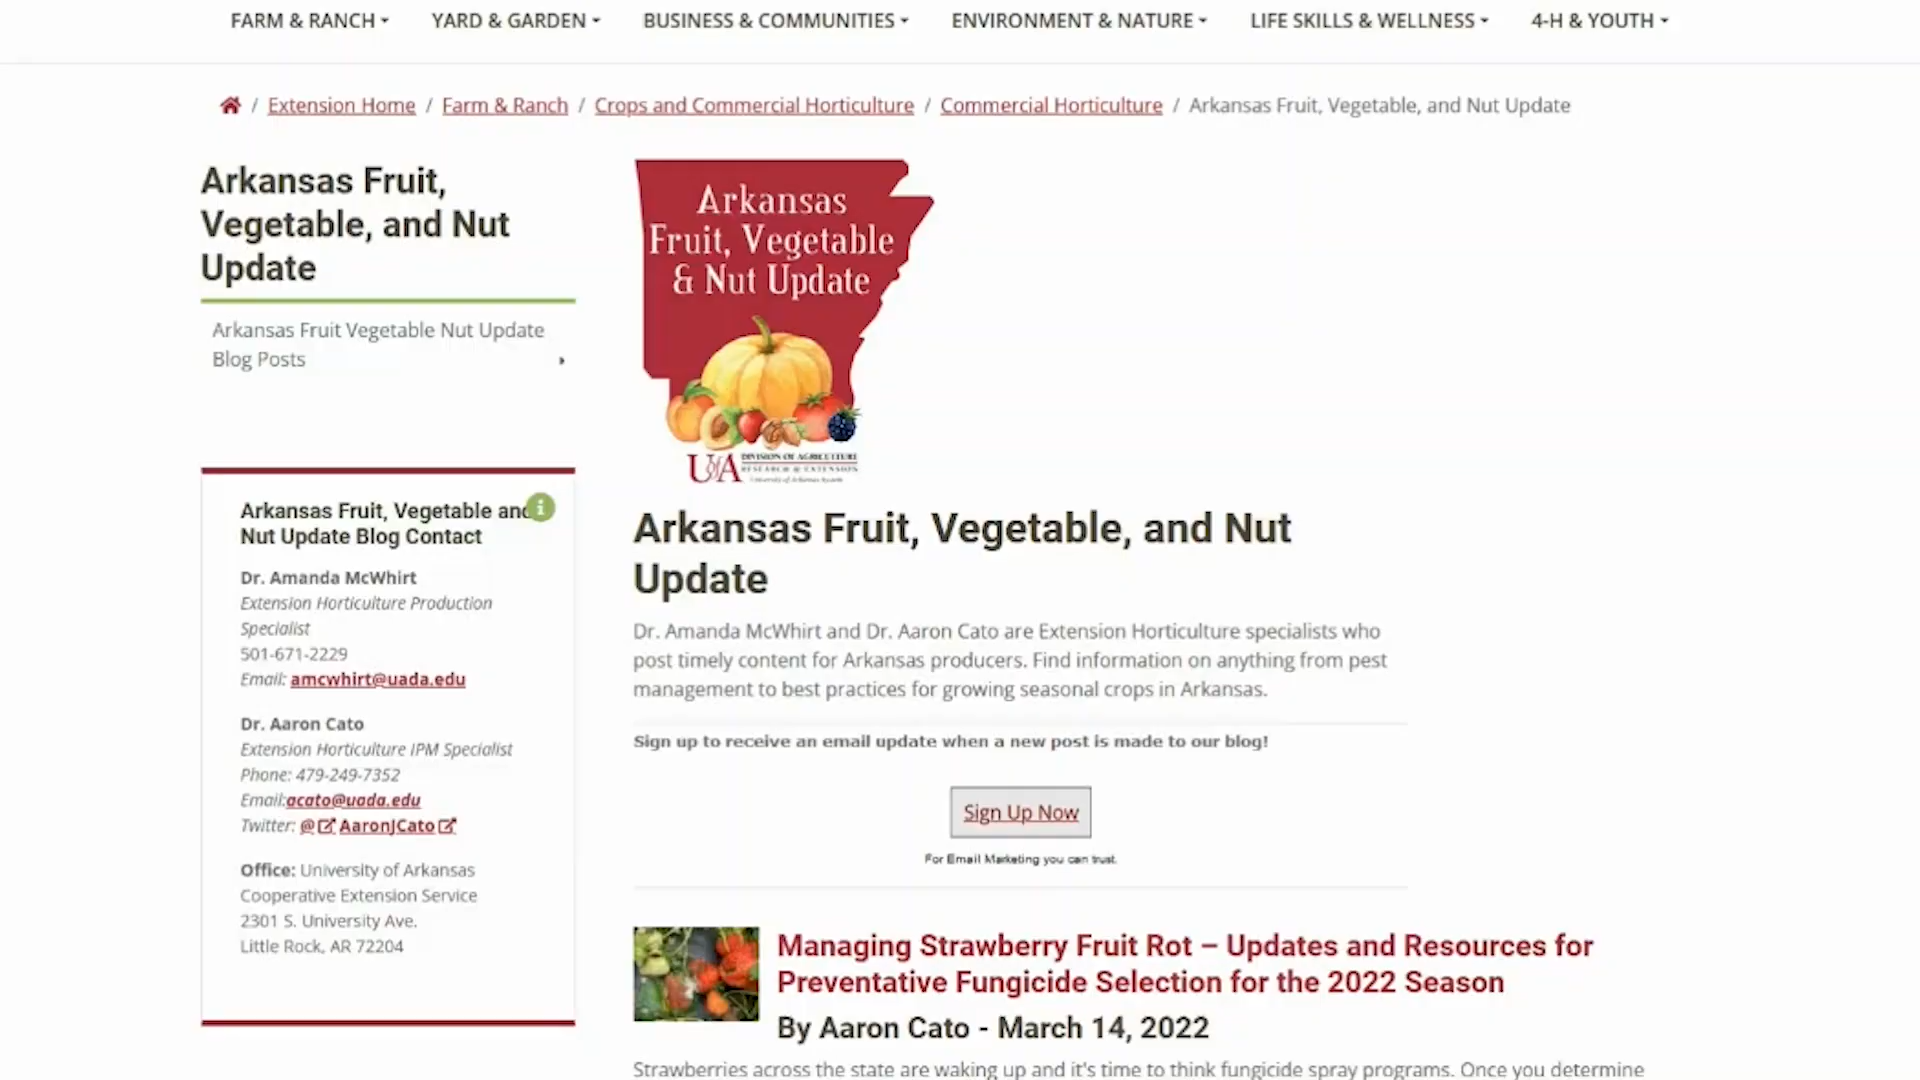 FARM & RANCH
YARD & GARDEN
BUSINESS & COMMUNITIES
ENVIRONMENT & NATURE
LIFE SKILLS & WELLNESS
4-H & YOUTH
/ Extension Home / Farm & Ranch / Crops and Commercial Horticulture / Commercial Horticulture / Arkansas Fruit, Vegetable, and Nut Update
Arkansas Fruit,
Vegetable, and Nut
Update
Arkansas Fruit Vegetable Nut Update
Blog Posts
Arkansas Fruit, Vegetable and
Nut Update Blog Contact
Dr. Amanda McWhirt
Extension Horticulture Production
Specialist
501-671-2229
Email: amcwhirt@uada.edu
Dr. Aaron Cato
Extension Horticulture IPM Specialist
Phone: 479-249-7352
Email:acato@uada.edu
Twitter: @ AaronJCato
Office: University of Arkansas
Cooperative Extension Service
2301 S. University Ave.
Little Rock, AR 72204
Arkansas
Fruit, Vegetable
& Nut Update
UofA DIVISION OF AGRICULTURE
RESEARCH & EXTENSION
University of Arkansas System
Arkansas Fruit, Vegetable, and Nut
Update
Dr. Amanda McWhirt and Dr. Aaron Cato are Extension Horticulture specialists who
post timely content for Arkansas producers. Find information on anything from pest
management to best practices for growing seasonal crops in Arkansas.
Sign up to receive an email update when a new post is made to our blog!
Sign Up Now
For Email Marketing you can trust.
Managing Strawberry Fruit Rot – Updates and Resources for
Preventative Fungicide Selection for the 2022 Season
By Aaron Cato - March 14, 2022
Strawberries across the state are waking up and it's time to think fungicide spray programs. Once you determine